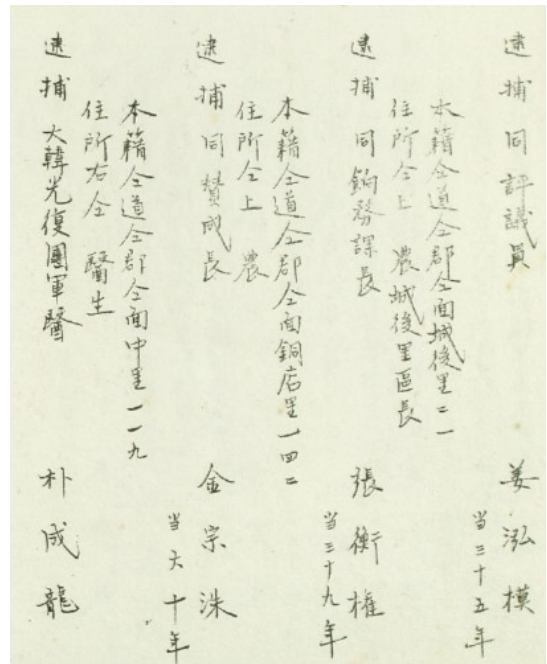 逮捕 同評議員 姜泓模
当三十五年
本籍仝道仝郡仝面城後里二一
住所仝上 農 城後里區長
逮捕 同鈎務課長 張衡權
当三十九年
本籍仝道仝郡仝面銅店里一四二
住所仝上 農
逮捕 同賛成長 金宗洙
当六十年
本籍仝道仝郡仝面中里一一九
住所右仝 醫生
逮捕 大韓光復團軍醫 朴成龍